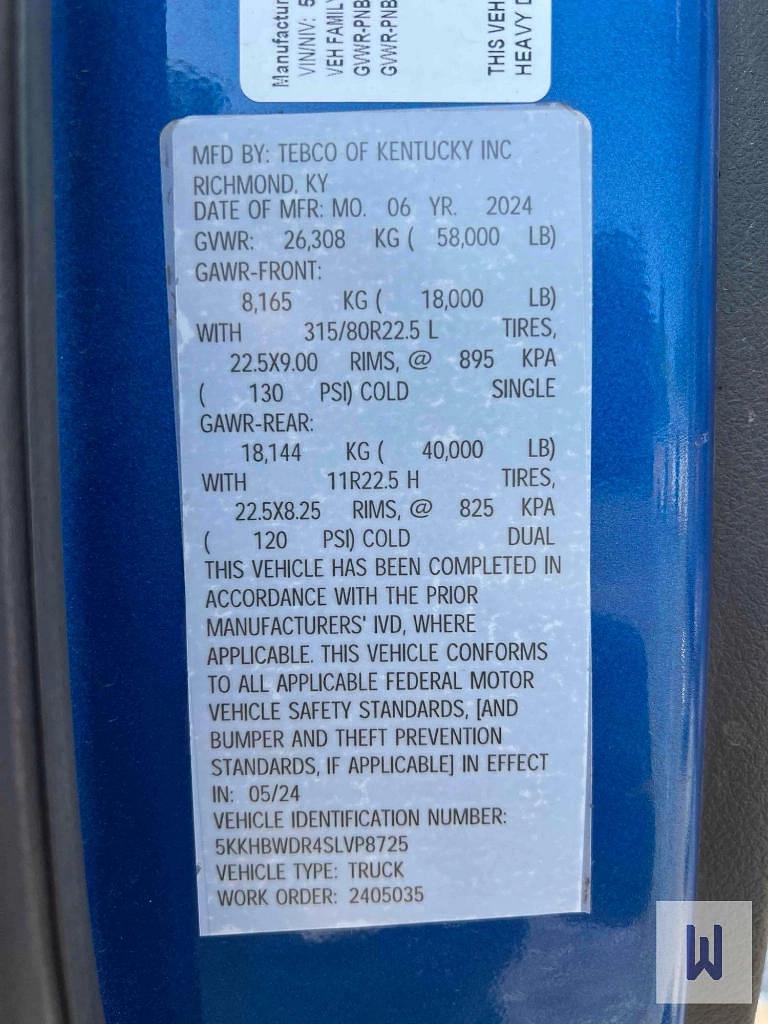 Manufactur
VIN/NIV: 5
VEH FAMILY
GVWR-PNB
GVWR-PNB
THIS VEH
HEAVY D
MFD BY: TEBCO OF KENTUCKY INC
RICHMOND, KY
DATE OF MFR: MO. 06 YR. 2024
GVWR: 26,308 KG ( 58,000 LB)
GAWR-FRONT:
8,165 KG ( 18,000 LB)
WITH 315/80R22.5 L TIRES,
22.5X9.00 RIMS, @ 895 KPA
( 130 PSI) COLD SINGLE
GAWR-REAR:
18,144 KG ( 40,000 LB)
WITH 11R22.5 H TIRES,
22.5X8.25 RIMS, @ 825 KPA
( 120 PSI) COLD DUAL
THIS VEHICLE HAS BEEN COMPLETED IN
ACCORDANCE WITH THE PRIOR
MANUFACTURERS' IVD, WHERE
APPLICABLE. THIS VEHICLE CONFORMS
TO ALL APPLICABLE FEDERAL MOTOR
VEHICLE SAFETY STANDARDS, [AND
BUMPER AND THEFT PREVENTION
STANDARDS, IF APPLICABLE] IN EFFECT
IN: 05/24
VEHICLE IDENTIFICATION NUMBER:
5KKHBWDR4SLVP8725
VEHICLE TYPE: TRUCK
WORK ORDER: 2405035
W